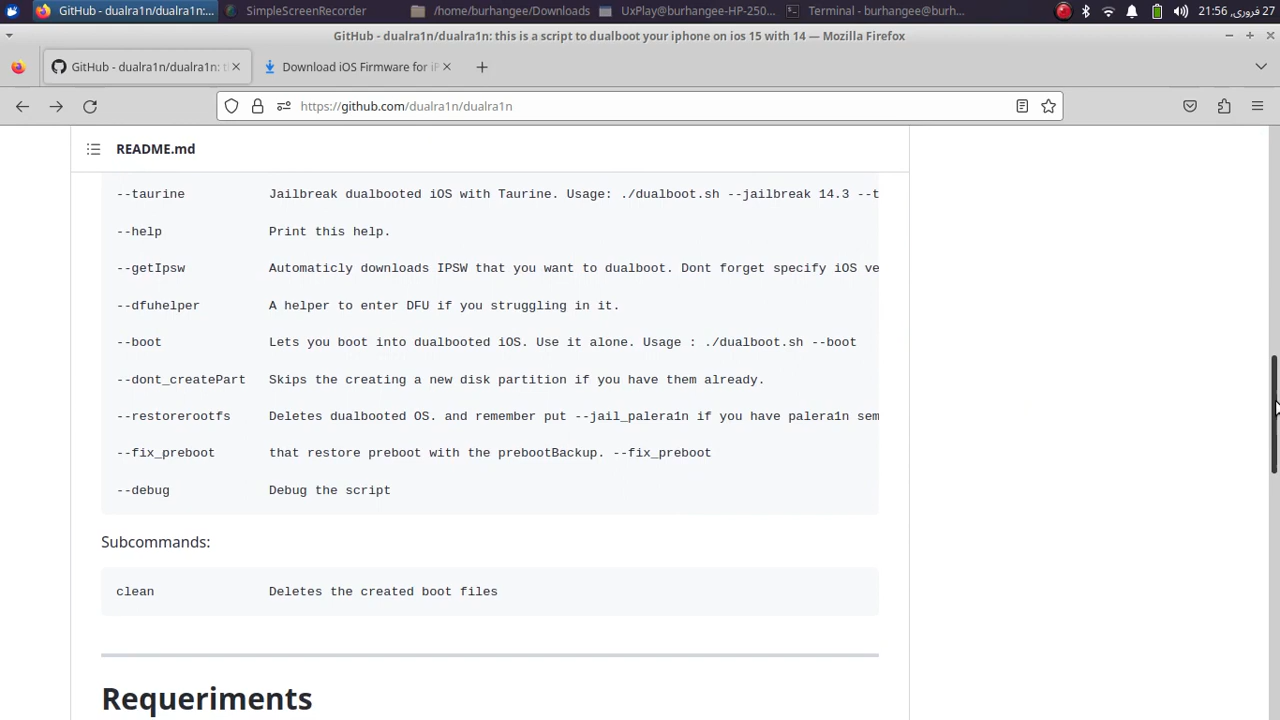 GitHub - dualra1n/dualra1n:...
SimpleScreenRecorder
/home/burhangee/Downloads
UxPlay@burhangee-HP-250...
Terminal - burhangee@burh...
27 فروری, 21:56
GitHub - dualra1n/dualra1n: this is a script to dualboot your iphone on ios 15 with 14 — Mozilla Firefox
GitHub - dualra1n/dualra1n: t
Download iOS Firmware for iP
https://github.com/dualra1n/dualra1n
README.md
--taurine Jailbreak dualbooted iOS with Taurine. Usage: ./dualboot.sh --jailbreak 14.3 --t
--help Print this help.
--getIpsw Automaticly downloads IPSW that you want to dualboot. Dont forget specify iOS ve
--dfuhelper A helper to enter DFU if you struggling in it.
--boot Lets you boot into dualbooted iOS. Use it alone. Usage : ./dualboot.sh --boot
--dont_createPart Skips the creating a new disk partition if you have them already.
--restorerootfs Deletes dualbooted OS. and remember put --jail_palera1n if you have palera1n sem
--fix_preboot that restore preboot with the prebootBackup. --fix_preboot
--debug Debug the script
Subcommands:
clean Deletes the created boot files
Requeriments